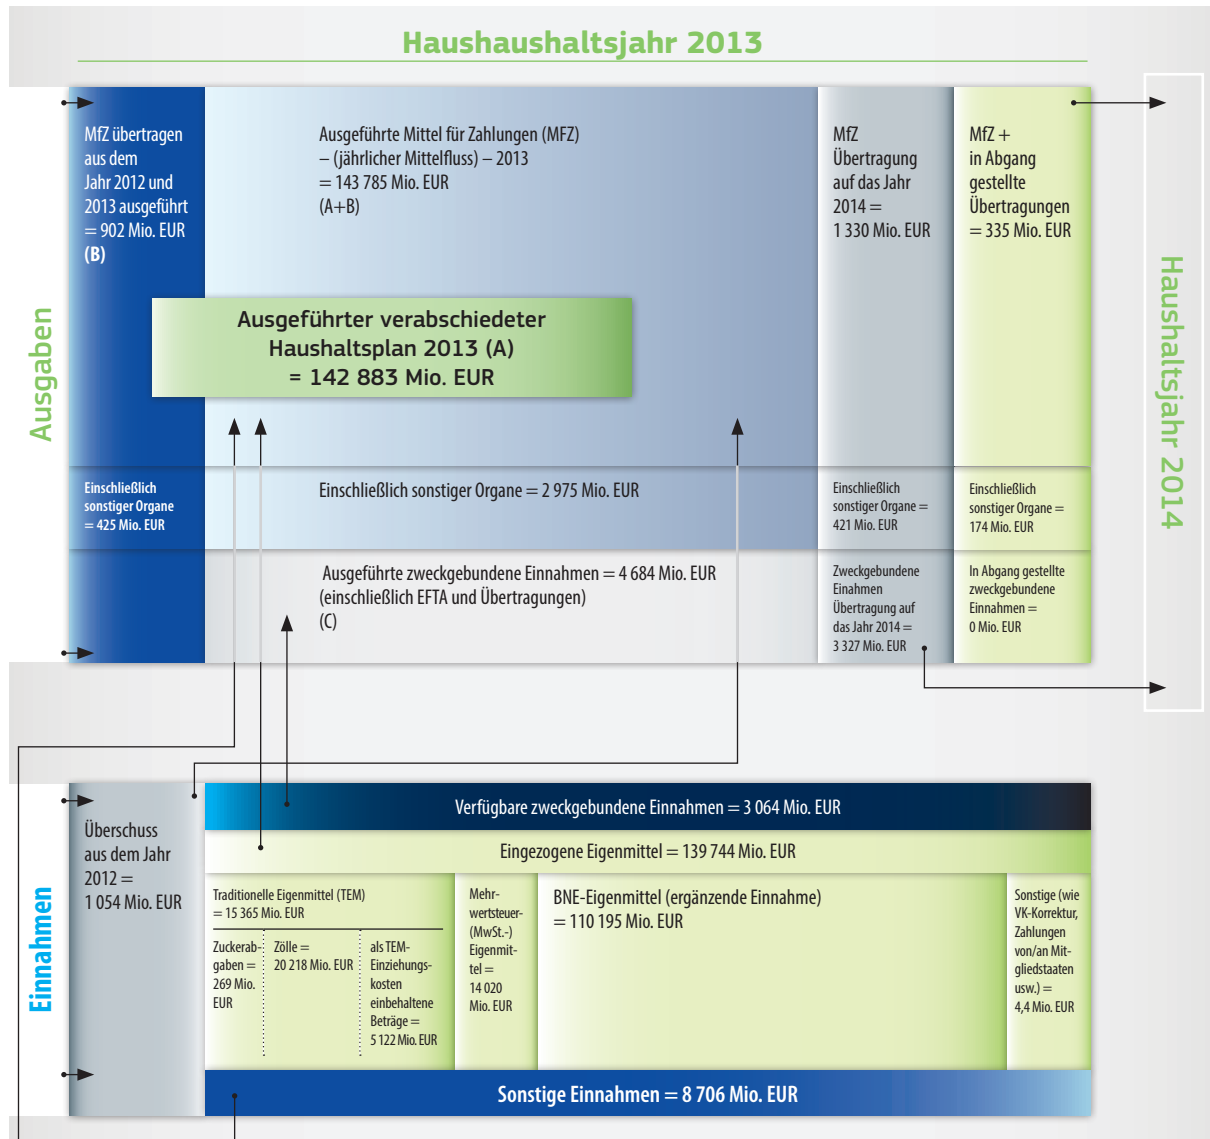 Haushaushaltsjahr 2013
Ausgaben
MfZ übertragen
aus dem
Jahr 2012 und
2013 ausgeführt
= 902 Mio. EUR
(B)
Ausgeführte Mittel für Zahlungen (MFZ)
– (jährlicher Mittelfluss) – 2013
= 143 785 Mio. EUR
(A+B)
MfZ
Übertragung
auf das Jahr
2014 =
1 330 Mio. EUR
MfZ +
in Abgang
gestellte
Übertragungen
= 335 Mio. EUR
Haushaltsjahr 2014
Ausgeführter verabschiedeter
Haushaltsplan 2013 (A)
= 142 883 Mio. EUR
Einschließlich
sonstiger Organe
= 425 Mio. EUR
Einschließlich sonstiger Organe = 2 975 Mio. EUR
Einschließlich
sonstiger Organe =
421 Mio. EUR
Einschließlich
sonstiger Organe =
174 Mio. EUR
Ausgeführte zweckgebundene Einnahmen = 4 684 Mio. EUR
(einschließlich EFTA und Übertragungen)
(C)
Zweckgebundene
Einahmen
Übertragung auf
das Jahr 2014 =
3 327 Mio. EUR
In Abgang gestellte
zweckgebundene
Einnahmen =
0 Mio. EUR
Einnahmen
Überschuss
aus dem Jahr
2012 =
1 054 Mio. EUR
Verfügbare zweckgebundene Einnahmen = 3 064 Mio. EUR
Eingezogene Eigenmittel = 139 744 Mio. EUR
Traditionelle Eigenmittel (TEM)
= 15 365 Mio. EUR
Zuckerab-
gaben =
269 Mio.
EUR
Zölle =
20 218 Mio. EUR
als TEM-
Einziehungs-
kosten
einbehaltene
Beträge =
5 122 Mio. EUR
Mehr-
wertsteuer-
(MwSt.-)
Eigenmit-
tel =
14 020
Mio. EUR
BNE-Eigenmittel (ergänzende Einnahme)
= 110 195 Mio. EUR
Sonstige (wie
VK-Korrektur,
Zahlungen
von/an Mit-
gliedstaaten
usw.) =
4,4 Mio. EUR
Sonstige Einnahmen = 8 706 Mio. EUR